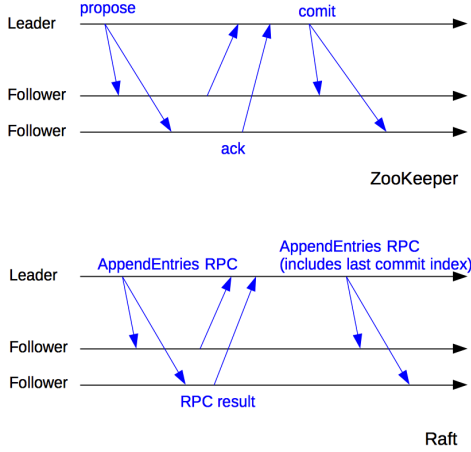 propose
comit
Leader
Follower
Follower
ack
ZooKeeper
AppendEntries RPC
AppendEntries RPC
(includes last commit index)
Leader
Follower
Follower
RPC result
Raft